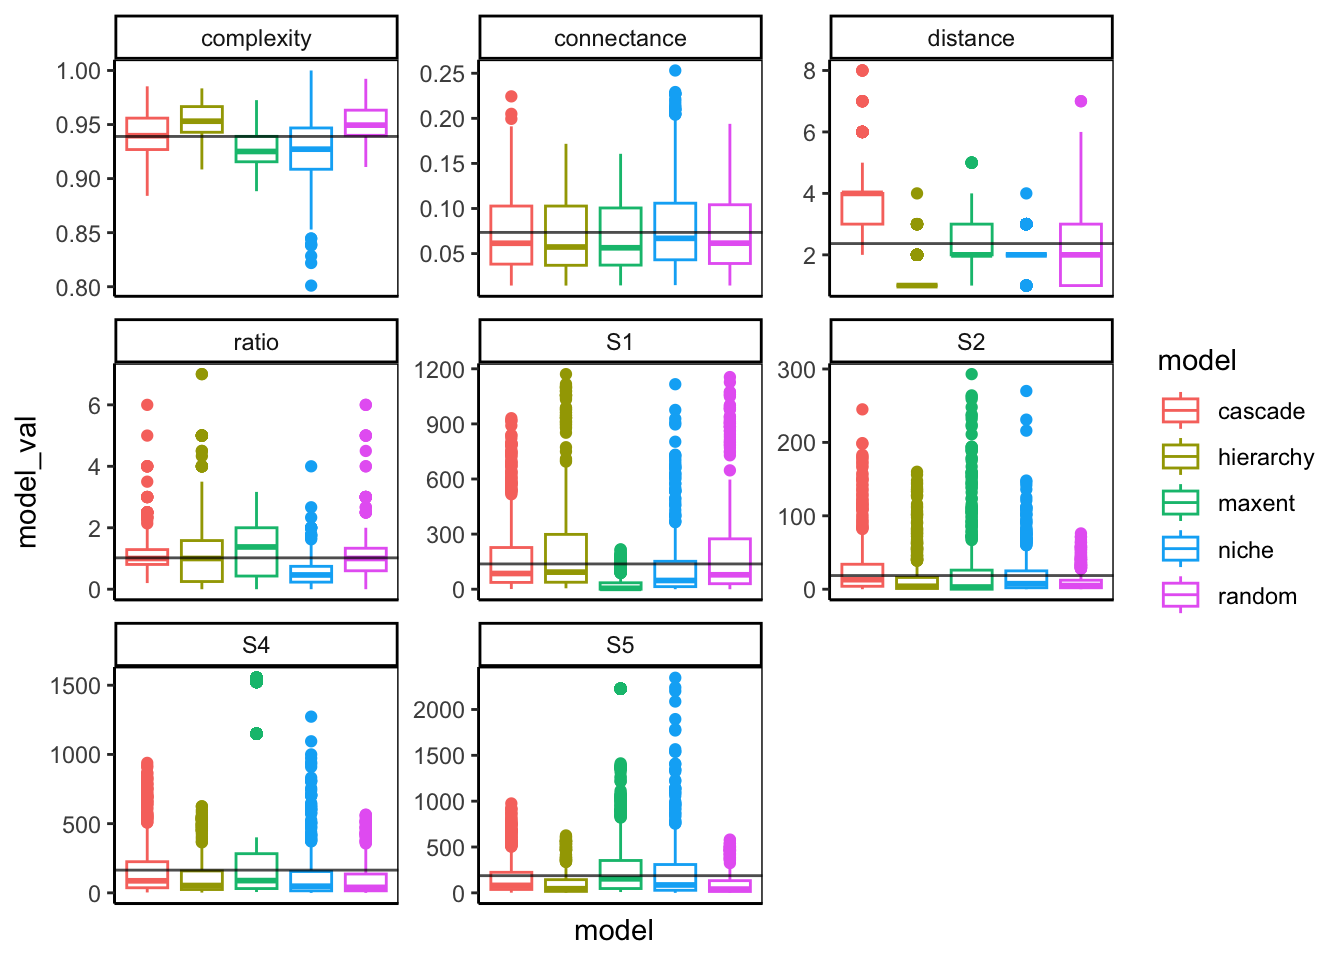 complexity
connectance
distance
1.00
0.95
0.90
0.85
0.80
0.25
0.20
0.15
0.10
0.05
8
6
4
2
ratio
S1
S2
6
4
2
0
1200
900
600
300
0
300
200
100
0
S4
S5
1500
1000
500
0
2000
1500
1000
500
0
model_val
model
model
cascade
hierarchy
maxent
niche
random